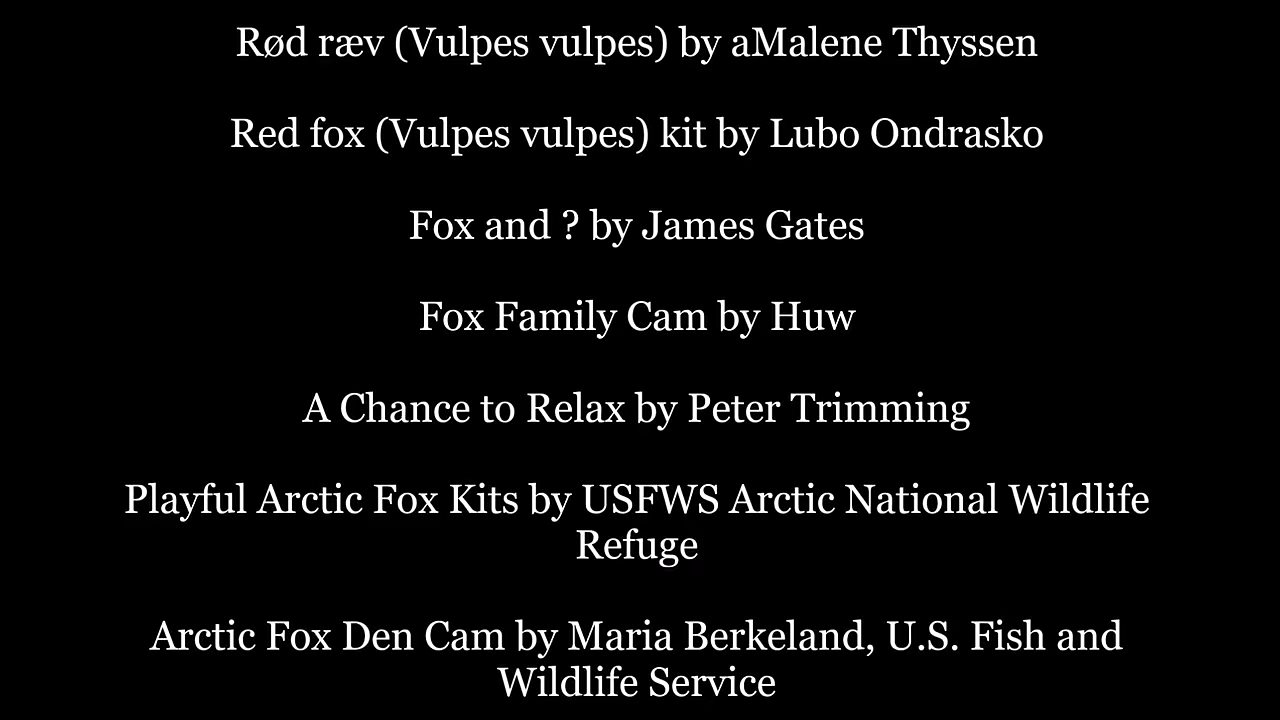 Rød ræv (Vulpes vulpes) by aMalene Thyssen
Red fox (Vulpes vulpes) kit by Lubo Ondrasko
Fox and ? by James Gates
Fox Family Cam by Huw
A Chance to Relax by Peter Trimming
Playful Arctic Fox Kits by USFWS Arctic National Wildlife
Refuge
Arctic Fox Den Cam by Maria Berkeland, U.S. Fish and
Wildlife Service